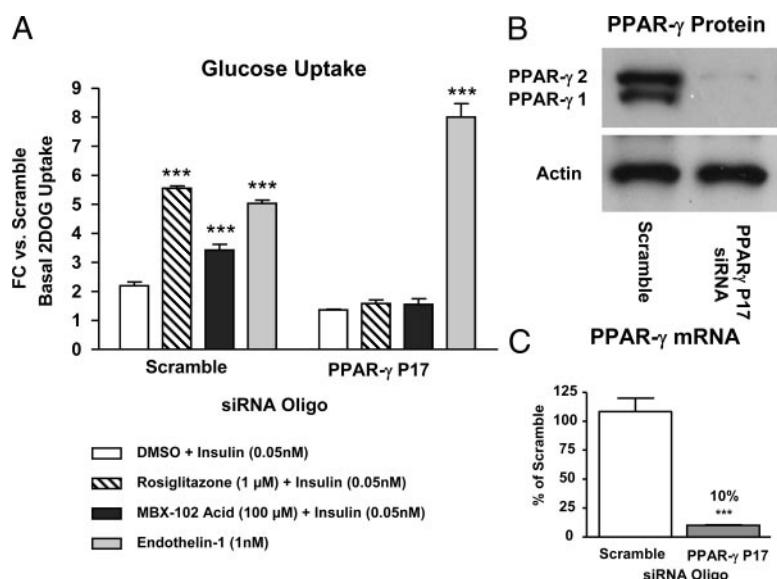 A
Glucose Uptake
FC vs. Scramble
Basal 2DOG Uptake
9
8
7
6
5
4
3
2
1
***
***
***
***
Scramble
PPAR-γ P17
siRNA Oligo
DMSO + Insulin (0.05nM)
Rosiglitazone (1 µM) + Insulin (0.05nM)
MBX-102 Acid (100 µM) + Insulin (0.05nM)
Endothelin-1 (1nM)
B
PPAR-γ Protein
PPAR-γ 2
PPAR-γ 1
Actin
Scramble
PPARγ P17
siRNA
C
PPAR-γ mRNA
% of Scramble
125
100
75
50
25
0
10%
***
Scramble
PPAR-γ P17
siRNA Oligo